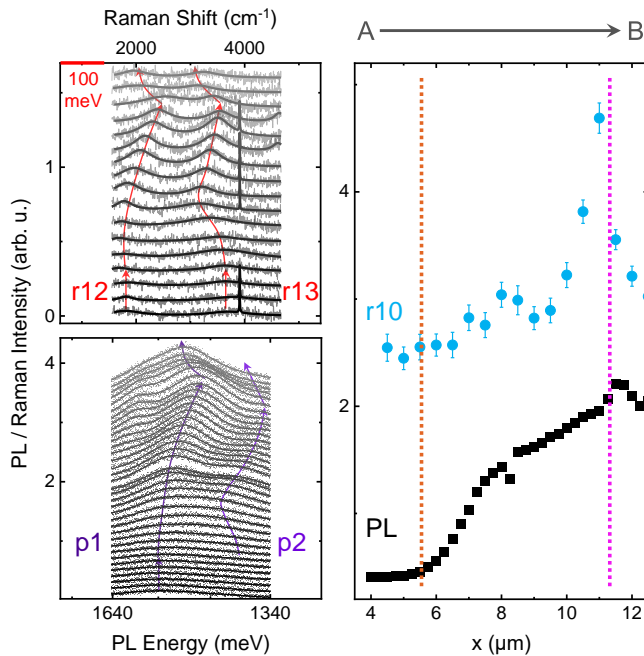 Raman Shift (cm⁻¹)
2000 4000
A B
100
meV
1
r12 r13
0
PL / Raman Intensity (arb. u.)
4
2
0
p1 p2
1640 1340
PL Energy (meV)
4
r10
2
PL
4 6 8 10 12
x (μm)